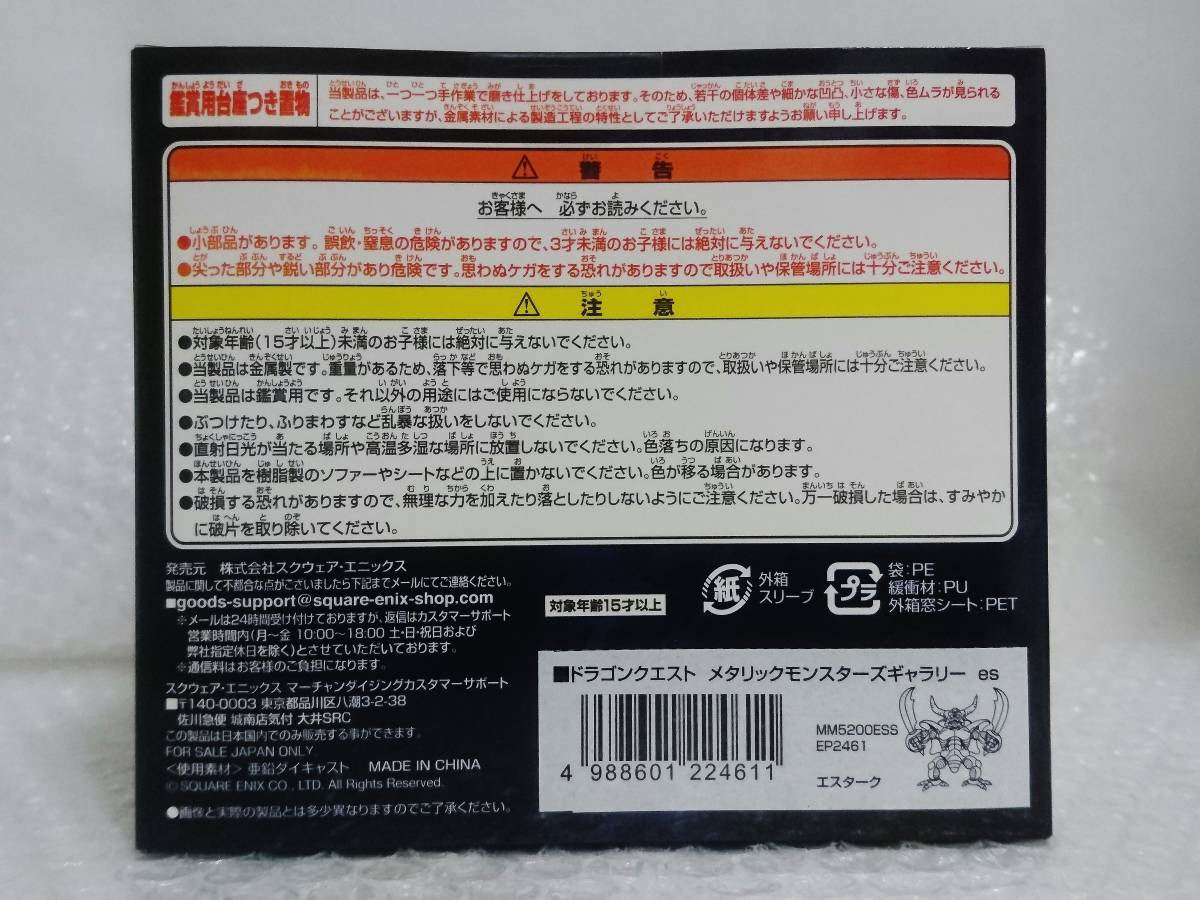 鑑賞用台座つき置物
当製品は、一つ一つ手作業で磨き仕上げをしております。そのため、若干の個体差や細かな凹凸、小さな傷、色ムラが見られる
ことがございますが、金属素材による製造工程の特性としてご了承いただけますようお願い申し上げます。
⚠ 警告
お客様へ 必ずお読みください。
●小部品があります。誤飲・窒息の危険がありますので、3才未満のお子様には絶対に与えないでください。
●尖った部分や鋭い部分があり危険です。思わぬケガをする恐れがありますので取扱いや保管場所には十分ご注意ください。
⚠ 注意
●対象年齢(15才以上)未満のお子様には絶対に与えないでください。
●当製品は金属製です。重量があるため、落下等で思わぬケガをする恐れがありますので、取扱いや保管場所には十分ご注意ください。
●当製品は鑑賞用です。それ以外の用途にはご使用にならないでください。
●ぶつけたり、ふりまわすなど乱暴な扱いをしないでください。
●直射日光が当たる場所や高温多湿な場所に放置しないでください。色落ちの原因になります。
●本製品を樹脂製のソファーやシートなどの上に置かないでください。色が移る場合があります。
●破損する恐れがありますので、無理な力を加えたり落としたりしないようにご注意ください。万一破損した場合は、すみやか
に破片を取り除いてください。
発売元 株式会社スクウェア・エニックス
製品に関して不都合な点がございましたら下記までメールにてご連絡ください。
■goods-support@square-enix-shop.com
※メールは24時間受け付けておりますが、返信はカスタマーサポート
営業時間内(月~金 10:00~18:00 土・日・祝日および
弊社指定休日を除く)とさせていただいております。
※通信料はお客様のご負担になります。
スクウェア・エニックス マーチャンダイジングカスタマーサポート
■〒140-0003 東京都品川区八潮3-2-38
佐川急便 城南店気付 大井SRC
この製品は日本国内でのみ販売する事ができます。
FOR SALE JAPAN ONLY
<使用素材> 亜鉛ダイキャスト MADE IN CHINA
© SQUARE ENIX CO., LTD. All Rights Reserved.
●画像と実際の製品とは多少異なりますのでご了承ください。
対象年齢15才以上
紙 外箱
スリーブ
プラ 袋:PE
緩衝材:PU
外箱窓シート:PET
■ドラゴンクエスト メタリックモンスターズギャラリー es
MM5200ESS
EP2461
エスターク
4 988601 224611